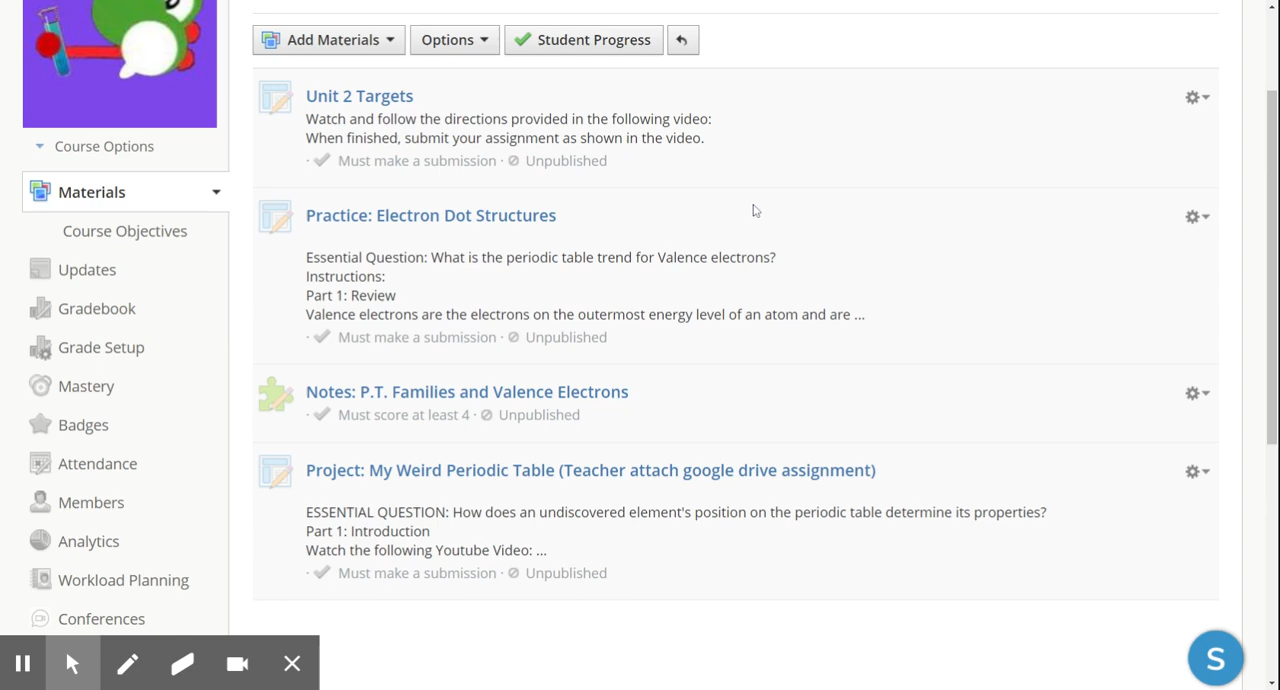 Add Materials
Options
Student Progress
Unit 2 Targets
Watch and follow the directions provided in the following video:
When finished, submit your assignment as shown in the video.
· Must make a submission · Unpublished
Course Options
Materials
Course Objectives
Updates
Gradebook
Grade Setup
Mastery
Badges
Attendance
Members
Analytics
Workload Planning
Conferences
Practice: Electron Dot Structures
Essential Question: What is the periodic table trend for Valence electrons?
Instructions:
Part 1: Review
Valence electrons are the electrons on the outermost energy level of an atom and are ...
· Must make a submission · Unpublished
Notes: P.T. Families and Valence Electrons
· Must score at least 4 · Unpublished
Project: My Weird Periodic Table (Teacher attach google drive assignment)
ESSENTIAL QUESTION: How does an undiscovered element's position on the periodic table determine its properties?
Part 1: Introduction
Watch the following Youtube Video: ...
· Must make a submission · Unpublished
S